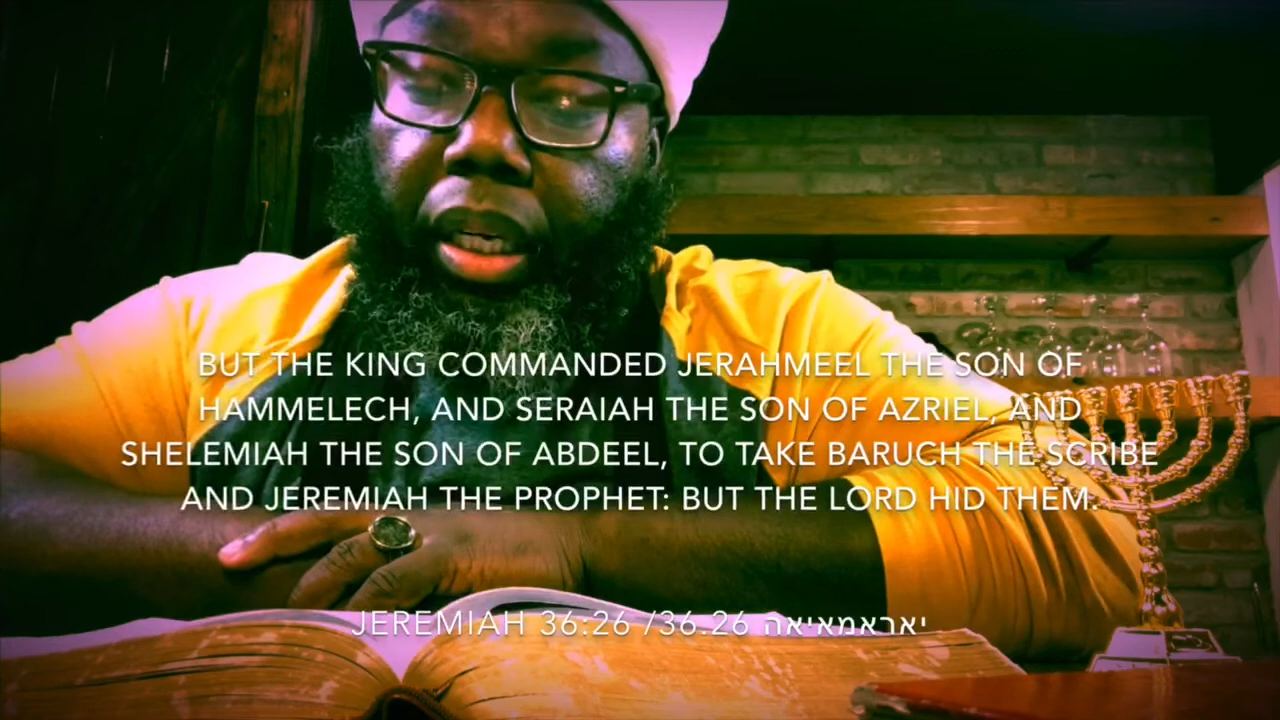 BUT THE KING COMMANDED JERAHMEEL THE SON OF
HAMMELECH, AND SERAIAH THE SON OF AZRIEL, AND
SHELEMIAH THE SON OF ABDEEL, TO TAKE BARUCH THE SCRIBE
AND JEREMIAH THE PROPHET: BUT THE LORD HID THEM.
JEREMIAH 36:26 /36.26 יאראמאיאה